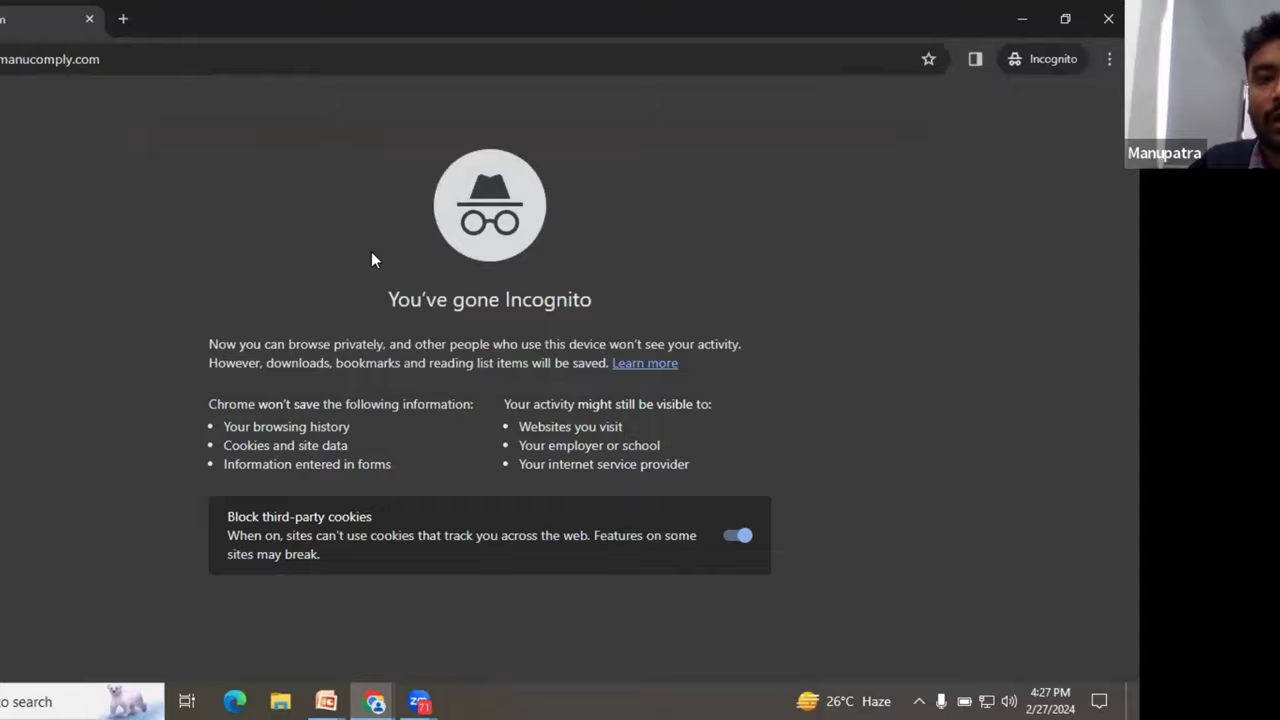 manucomply.com
Incognito
Manupatra
You've gone Incognito
Now you can browse privately, and other people who use this device won't see your activity.
However, downloads, bookmarks and reading list items will be saved. Learn more
Chrome won't save the following information:
Your browsing history
Cookies and site data
Information entered in forms
Your activity might still be visible to:
Websites you visit
Your employer or school
Your internet service provider
Block third-party cookies
When on, sites can't use cookies that track you across the web. Features on some
sites may break.
to search
71
26°C Haze
4:27 PM
2/27/2024